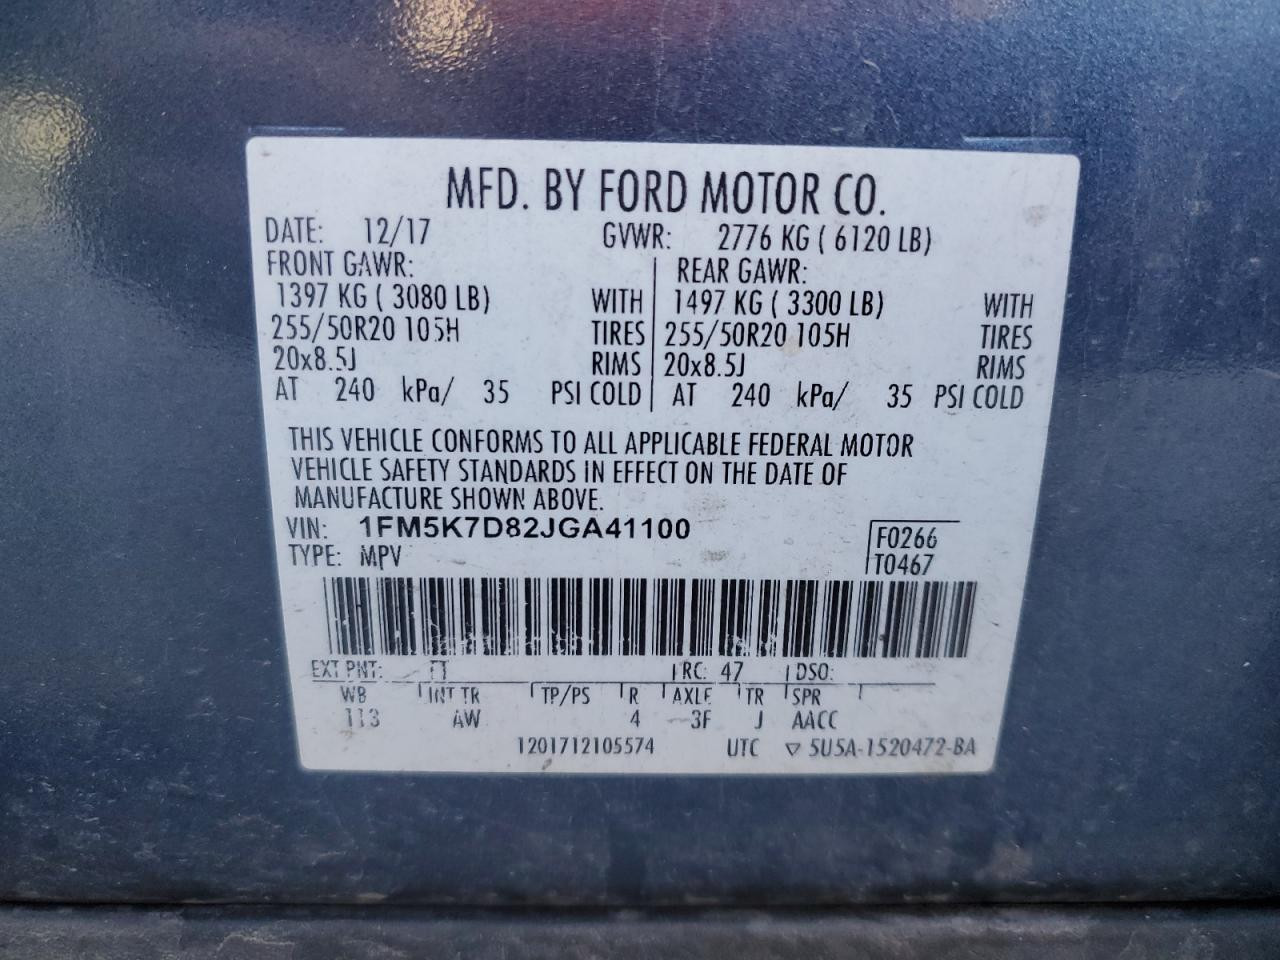 MFD. BY FORD MOTOR CO.
DATE: 12/17 GVWR: 2776 KG ( 6120 LB)
FRONT GAWR: REAR GAWR:
1397 KG ( 3080 LB) WITH 1497 KG ( 3300 LB) WITH
255/50R20 105H TIRES 255/50R20 105H TIRES
20x8.5J RIMS 20x8.5J RIMS
AT 240 kPa/ 35 PSI COLD AT 240 kPa/ 35 PSI COLD
THIS VEHICLE CONFORMS TO ALL APPLICABLE FEDERAL MOTOR
VEHICLE SAFETY STANDARDS IN EFFECT ON THE DATE OF
MANUFACTURE SHOWN ABOVE.
VIN: 1FM5K7D82JGA41100
TYPE: MPV
F0266
T0467
EXT PNT: FT RC: 47 DSO:
WB INT TR TP/PS R AXLE TR SPR
113 AW 4 3F J AACC
1201712105574 UTC ▽ 5U5A-1520472-BA